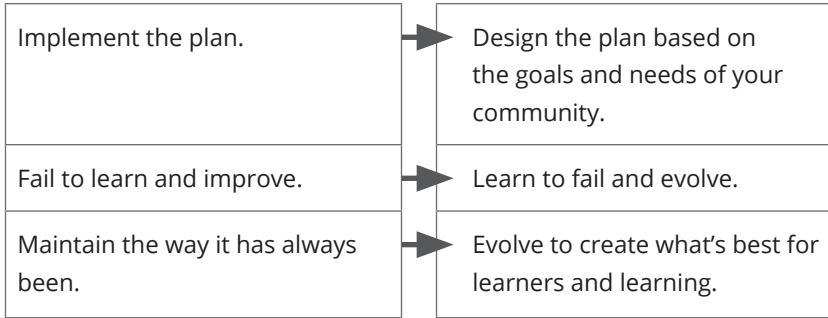 Implement the plan.
Design the plan based on
the goals and needs of your
community.
Fail to learn and improve.
Learn to fail and evolve.
Maintain the way it has always
been.
Evolve to create what’s best for
learners and learning.